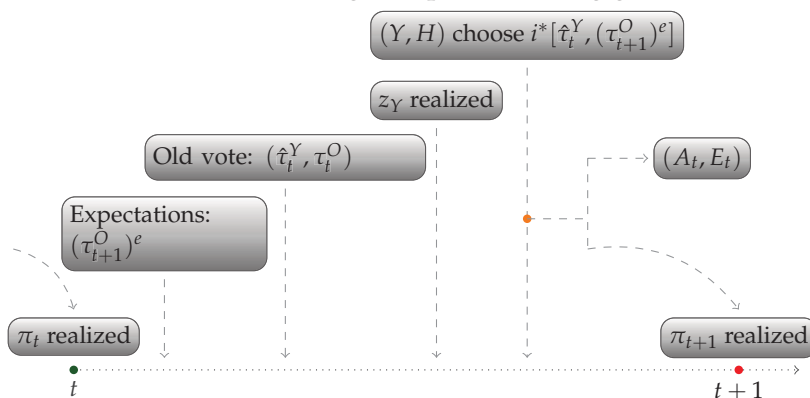 (Y, H) choose i*[τ̂_t^Y, (τ_{t+1}^O)^e]
z_Y realized
Old vote: (τ̂_t^Y, τ_t^O)
(A_t, E_t)
Expectations:
(τ_{t+1}^O)^e
π_t realized
π_{t+1} realized
t
t + 1